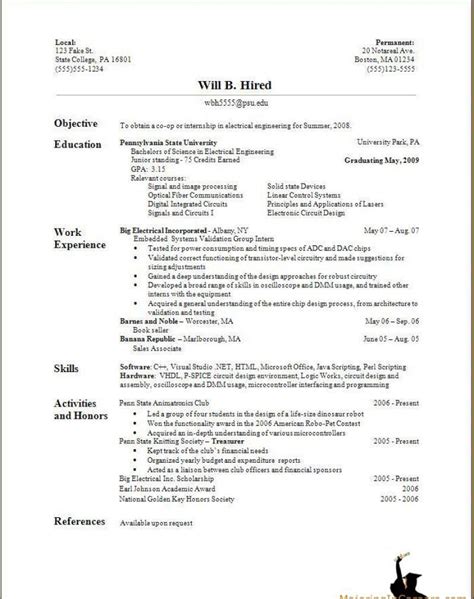 Local: Permanent:
123 Fake St. 20 Notareal Ave.
State College, PA 16801 Boston, MA 01234
(555)555-1234 (555)123-5555
Will B. Hired
wbh5555@psu.edu
Objective To obtain a co-op or internship in electrical engineering for Summer, 2008.
Education Pennsylvania State University University Park, PA
Bachelors of Science in Electrical Engineering
Junior standing - 75 Credits Earned Graduating May, 2009
GPA: 3.15
Relevant courses:
Signal and image processing Solid state Devices
Optical Fiber Communications Linear Control Systems
Digital Integrated Circuits Principles and Applications of Lasers
Signals and Circuits I Electronic Circuit Design
Work Big Electrical Incorporated - Albany, NY May 07 – Aug. 07
Experience Embedded Systems Validation Group Intern
• Tested for power consumption and timing specs of ADC and DAC chips
• Validated correct functioning of transistor-level circuitry and made suggestions for
sizing adjustments
• Gained a deep understanding of the design approaches for robust circuitry
• Developed a broad range of skills in oscilloscope and DMM usage, and trained other
interns with the equipment
• Acquired a general understanding of the entire chip design process, from architecture to
validation and testing
Barnes and Noble – Worcester, MA May 06 – Sep. 06
Book seller
Banana Republic – Marlborough, MA June 05 – Aug. 05
Sales Associate
Skills Software: C++, Visual Studio .NET, HTML, Microsoft Office, Java Scripting, Perl Scripting
Hardware: VHDL, P-SPICE circuit design environment, Logic works, circuit design and
assembly, oscilloscope and DMM usage, microcontroller interfacing and programming
Activities Penn State Animatronics Club 2006 - Present
and Honors
• Led a group of four students in the design of a life-size dinosaur robot
• Won the functionality award in the 2006 American Robo-Pet Contest
• Acquired an in-depth understanding of various microcontrollers
Penn State Knitting Society – Treasurer 2005 - Present
• Kept track of the club's financial needs
• Organized yearly budget and expenditure reports
• Acted as a liaison between club officers and financial sponsors
Big Electrical Inc. Scholarship 2005 - Present
Earl Johnson Academic Award 2005 - 2006
National Golden Key Honors Society 2005 - 2006
References Available upon request